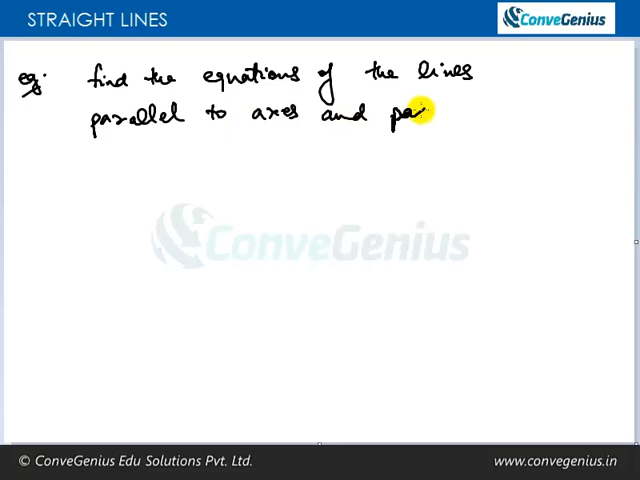 STRAIGHT LINES
ConveGenius
eg:
find the equations of the lines
parallel to axes and pa
ConveGenius
© ConveGenius Edu Solutions Pvt. Ltd.
www.convegenius.in